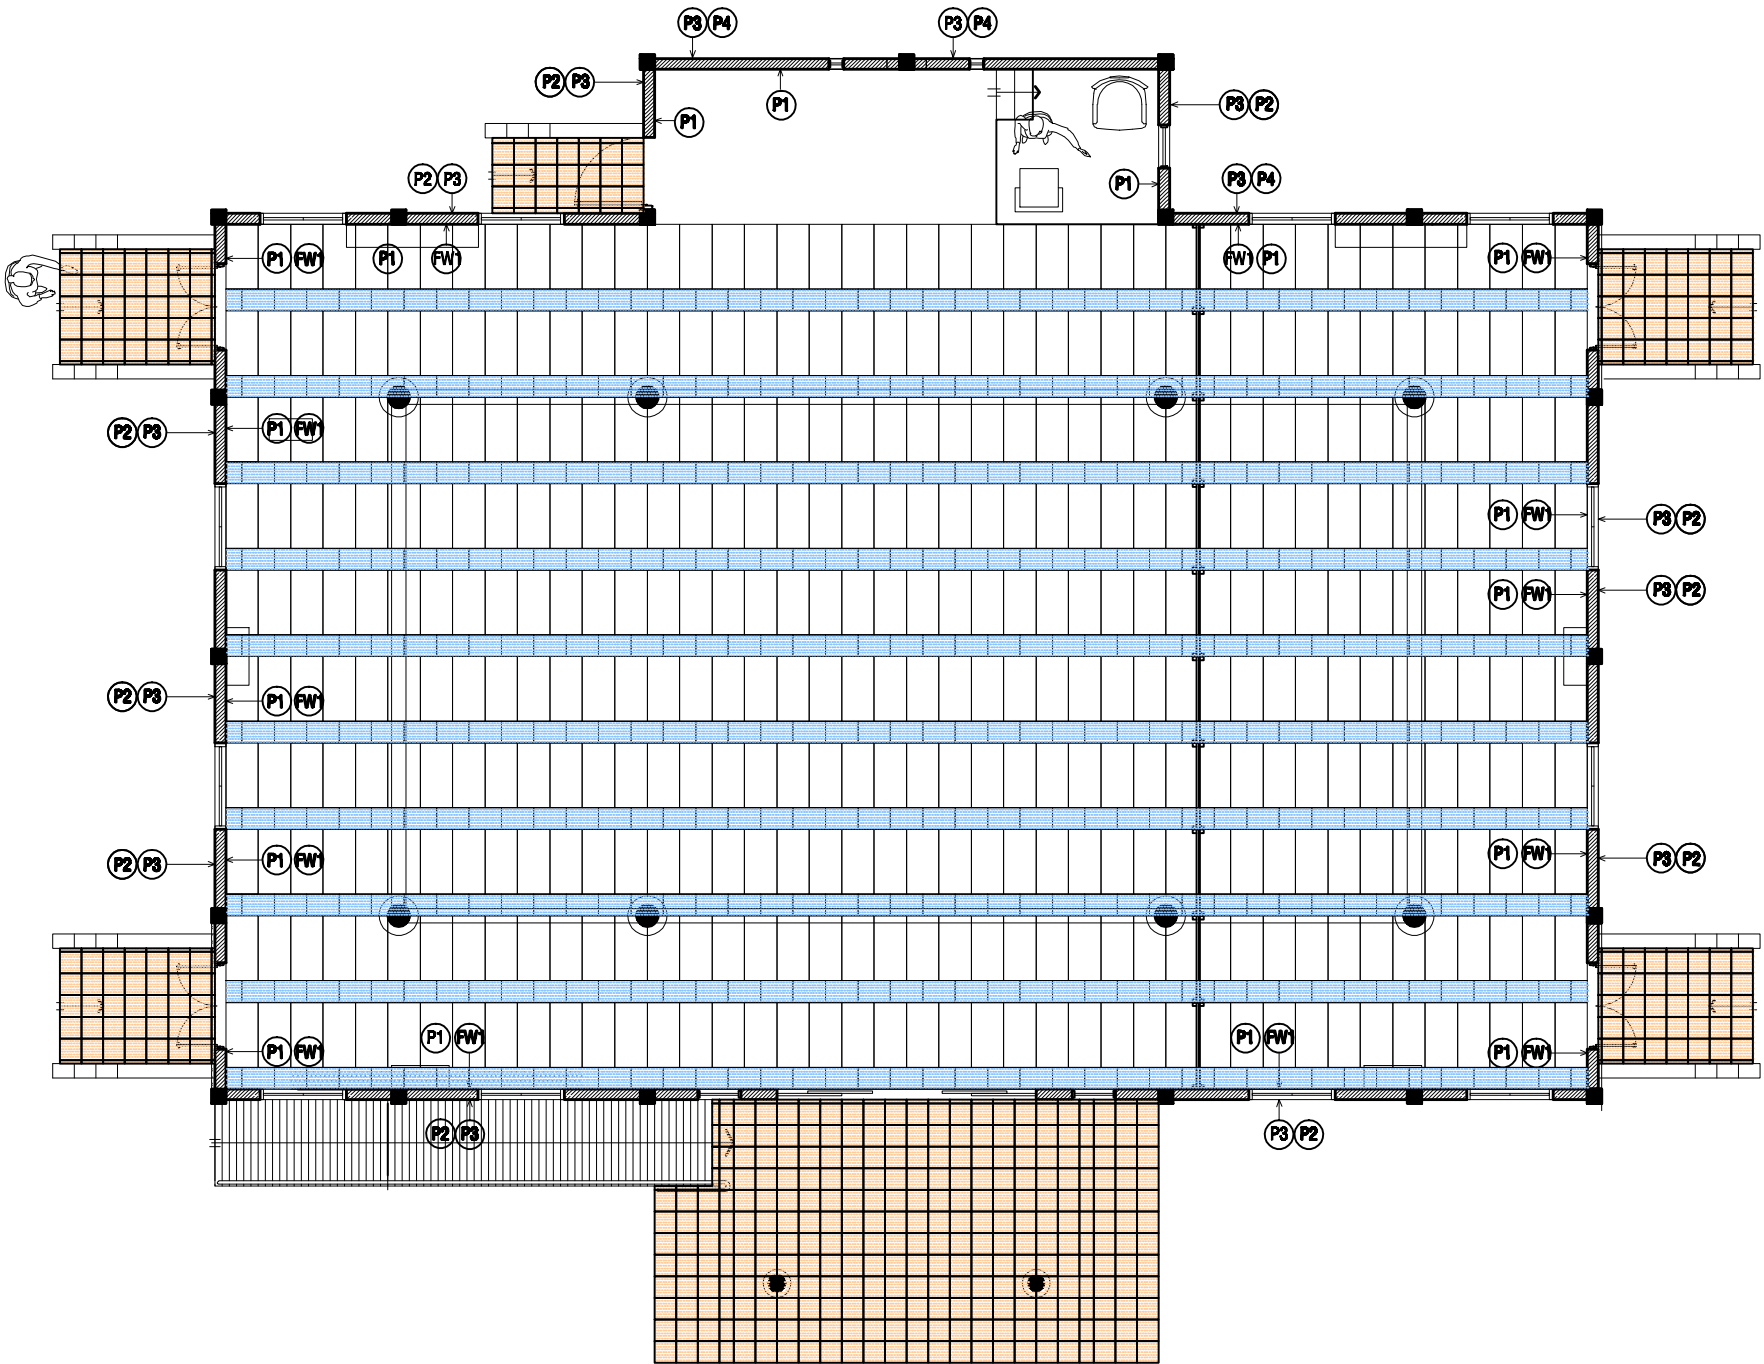 P3 P4 P3 P4
P2 P3
P1 P3 P2
P1
P2 P3 P1 P3 P4
P1 FW1 P1 FW1 FW1 P1 P1 FW1
P2 P3 P1 FW1
P1 FW1 P3 P2
P1 FW1 P3 P2
P2 P3 P1 FW1
P2 P3 P1 FW1 P1 FW1 P3 P2
P1 FW1 P1 FW1
P1 FW1 P1 FW1
P2 P3 P3 P2